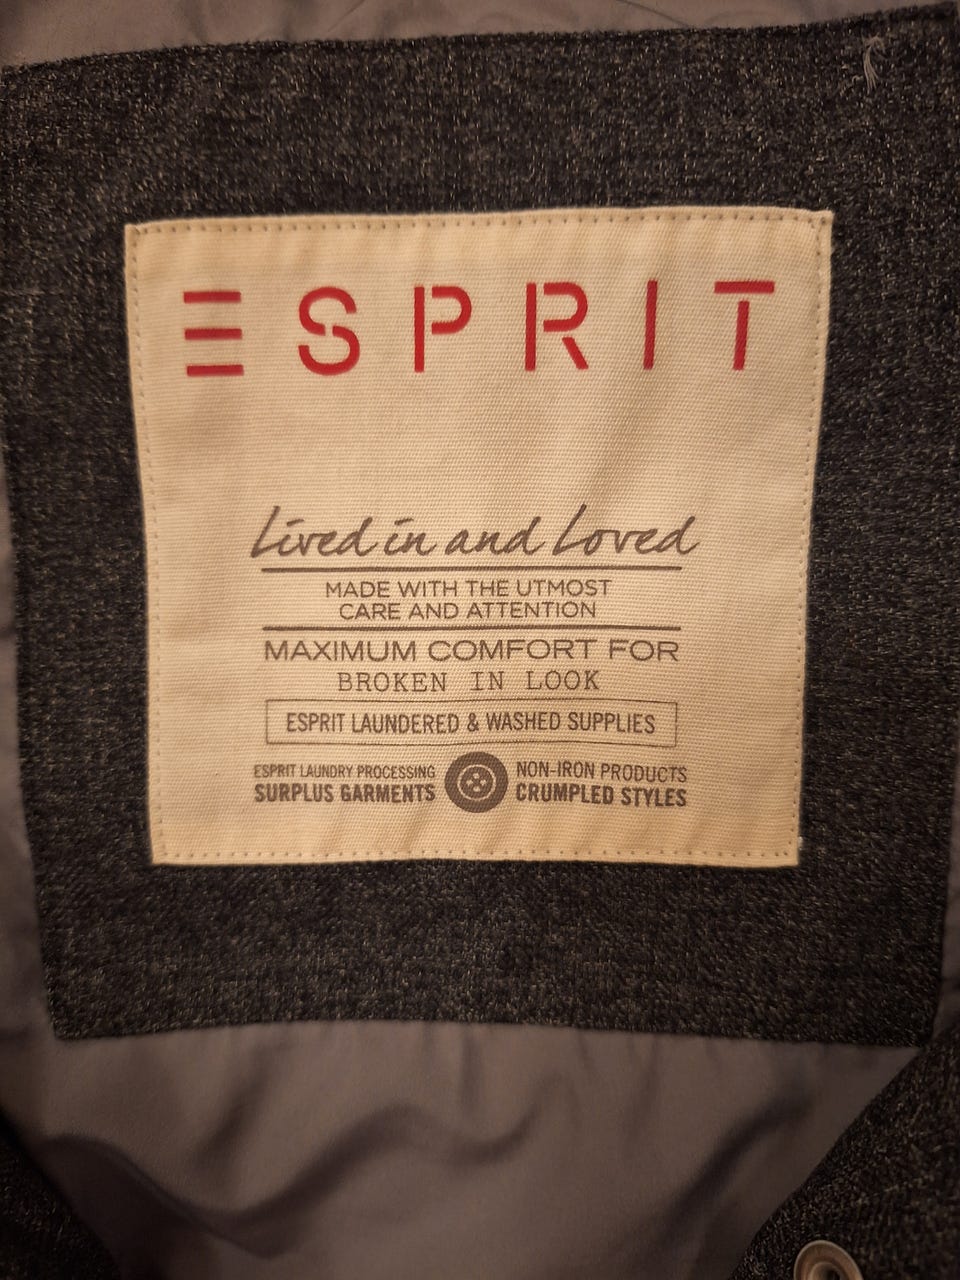 ESPRIT
Lived in and Loved
MADE WITH THE UTMOST
CARE AND ATTENTION
MAXIMUM COMFORT FOR
BROKEN IN LOOK
ESPRIT LAUNDERED & WASHED SUPPLIES
ESPRIT LAUNDRY PROCESSING
SURPLUS GARMENTS
NON-IRON PRODUCTS
CRUMPLED STYLES